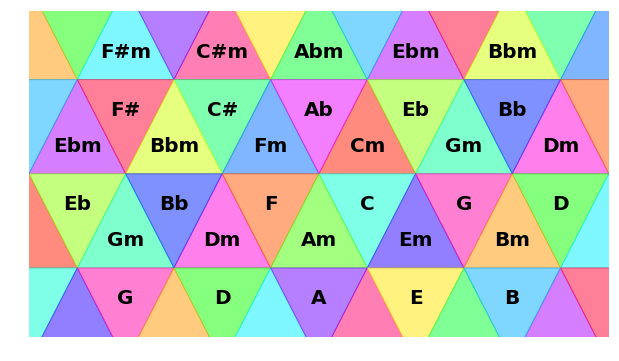 F#m C#m Abm Ebm Bbm
F# C# Ab Eb Bb
Ebm Bbm Fm Cm Gm Dm
Eb Bb F C G D
Gm Dm Am Em Bm
G D A E B